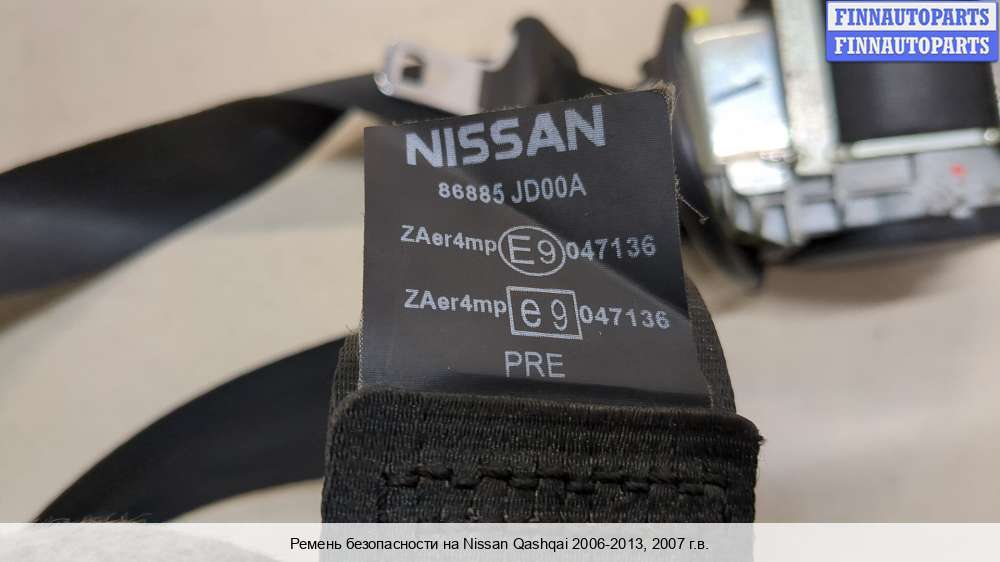 FINNAUTOPARTS
FINNAUTOPARTS
NISSAN
86885 JD00A
ZAer4mp E9 047136
ZAer4mp e9 047136
PRE
Ремень безопасности на Nissan Qashqai 2006-2013, 2007 г.в.